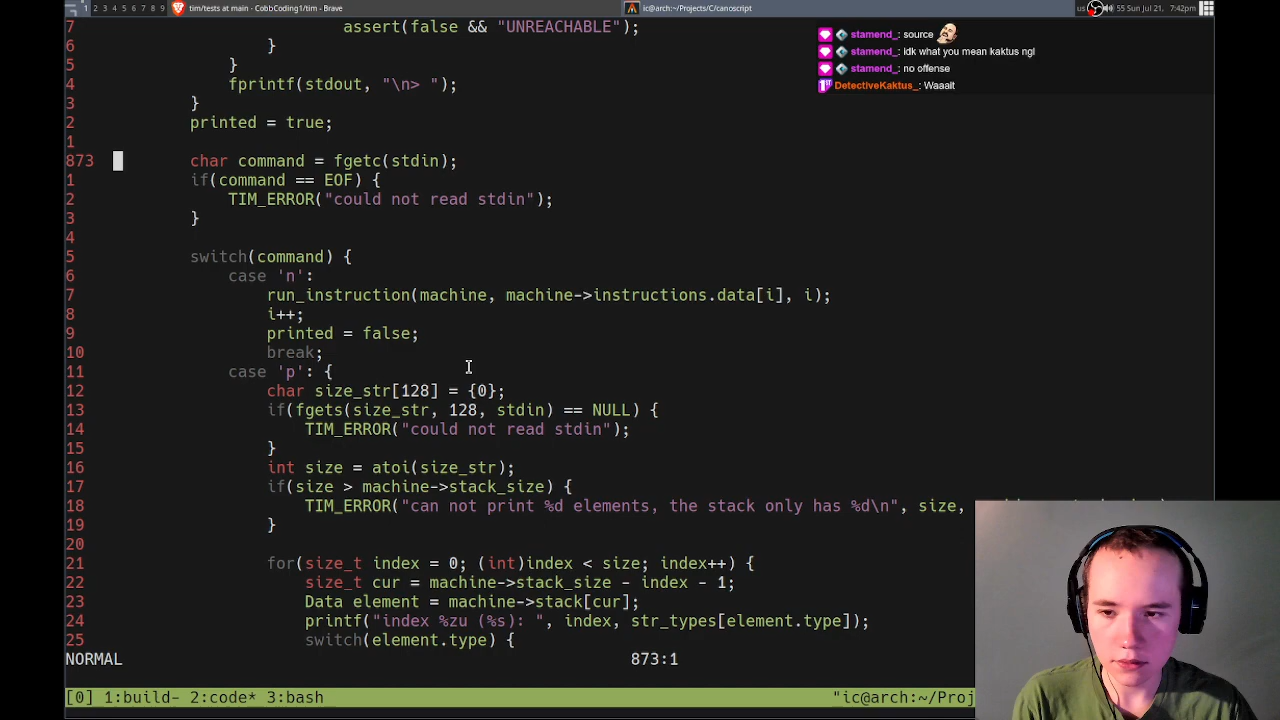 1 2 3 4 5 6 7 8 9 tim/tests at main - CobbCoding1/tim - Brave ic@arch:~/Projects/C/canoscript us 55 Sun Jul 21, 7:42pm
7 assert(false && "UNREACHABLE");
6 }
5 }
4 fprintf(stdout, "\n> ");
3 }
2 printed = true;
1
873 char command = fgetc(stdin);
1 if(command == EOF) {
2 TIM_ERROR("could not read stdin");
3 }
4
5 switch(command) {
6 case 'n':
7 run_instruction(machine, machine->instructions.data[i], i);
8 i++;
9 printed = false;
10 break;
11 case 'p': {
12 char size_str[128] = {0};
13 if(fgets(size_str, 128, stdin) == NULL) {
14 TIM_ERROR("could not read stdin");
15 }
16 int size = atoi(size_str);
17 if(size > machine->stack_size) {
18 TIM_ERROR("can not print %d elements, the stack only has %d\n", size,
19 }
20
21 for(size_t index = 0; (int)index < size; index++) {
22 size_t cur = machine->stack_size - index - 1;
23 Data element = machine->stack[cur];
24 printf("index %zu (%s): ", index, str_types[element.type]);
25 switch(element.type) {
NORMAL 873:1
[0] 1:build- 2:code* 3:bash "ic@arch:~/Proj
stamend_: source
stamend_: idk what you mean kaktus ngl
stamend_: no offense
DetectiveKaktus_: Waaait